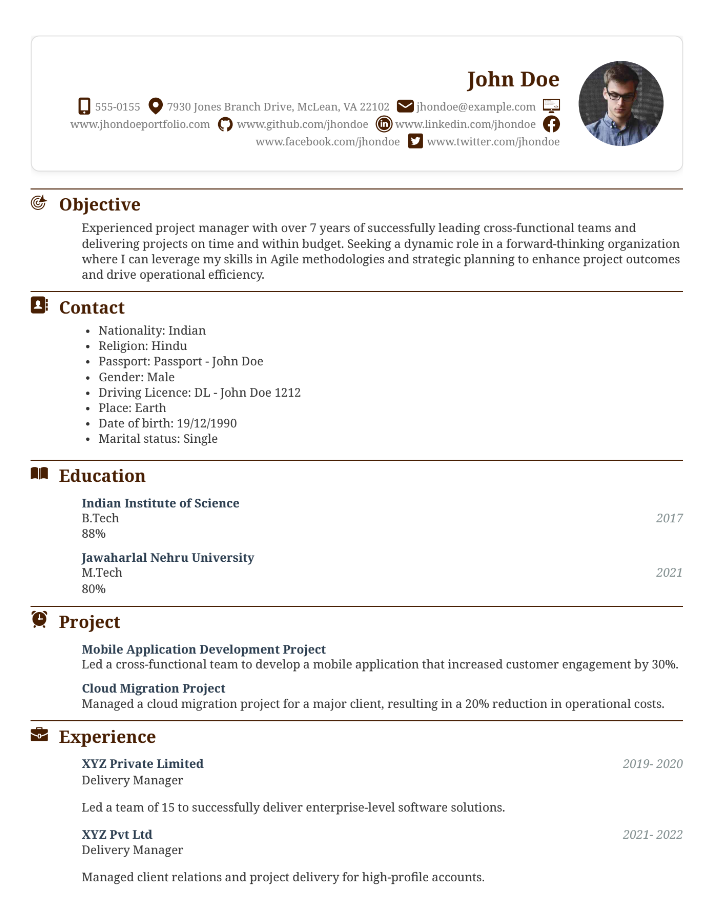 John Doe
555-0155 7930 Jones Branch Drive, McLean, VA 22102 jhondoe@example.com
www.jhondoeportfolio.com www.github.com/jhondoe www.linkedin.com/jhondoe
www.facebook.com/jhondoe www.twitter.com/jhondoe
Objective
Experienced project manager with over 7 years of successfully leading cross-functional teams and
delivering projects on time and within budget. Seeking a dynamic role in a forward-thinking organization
where I can leverage my skills in Agile methodologies and strategic planning to enhance project outcomes
and drive operational efficiency.
Contact
• Nationality: Indian
• Religion: Hindu
• Passport: Passport - John Doe
• Gender: Male
• Driving Licence: DL - John Doe 1212
• Place: Earth
• Date of birth: 19/12/1990
• Marital status: Single
Education
Indian Institute of Science
B.Tech 2017
88%
Jawaharlal Nehru University
M.Tech 2021
80%
Project
Mobile Application Development Project
Led a cross-functional team to develop a mobile application that increased customer engagement by 30%.
Cloud Migration Project
Managed a cloud migration project for a major client, resulting in a 20% reduction in operational costs.
Experience
XYZ Private Limited 2019- 2020
Delivery Manager
Led a team of 15 to successfully deliver enterprise-level software solutions.
XYZ Pvt Ltd 2021- 2022
Delivery Manager
Managed client relations and project delivery for high-profile accounts.